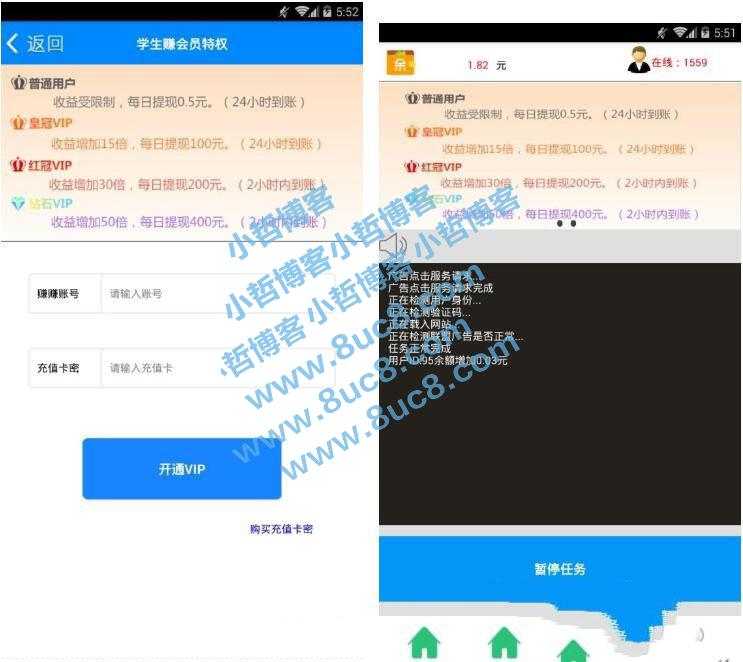 5:52
返回
学生赚会员特权
普通用户
收益受限制，每日提现0.5元。（24小时到账）
皇冠VIP
收益增加15倍，每日提现100元。（24小时到账）
红冠VIP
收益增加30倍，每日提现200元。（2小时内到账）
钻石VIP
收益增加50倍，每日提现400元。（2小时内到账）
赚赚账号
请输入账号
充值卡密
请输入充值卡
开通VIP
购买充值卡密
5:51
余
1.82 元
在线：1559
普通用户
收益受限制，每日提现0.5元。（24小时到账）
皇冠VIP
收益增加15倍，每日提现100元。（24小时到账）
红冠VIP
收益增加30倍，每日提现200元。（2小时内到账）
石VIP
收益增加50倍，每日提现400元。（2小时内到账）
广告点击服务请求...
广告点击服务请求完成
正在检测用户身份...
正在检测验证码...
正在载入网站...
正在检测联盟广告是否正常...
任务正常完成
用户ID:95余额增加0.03元
暂停任务
小哲博客
小哲博客 小哲博客
小哲博客 小哲博客
www.8uc8.com
www.8uc8.com
www.8uc8.com